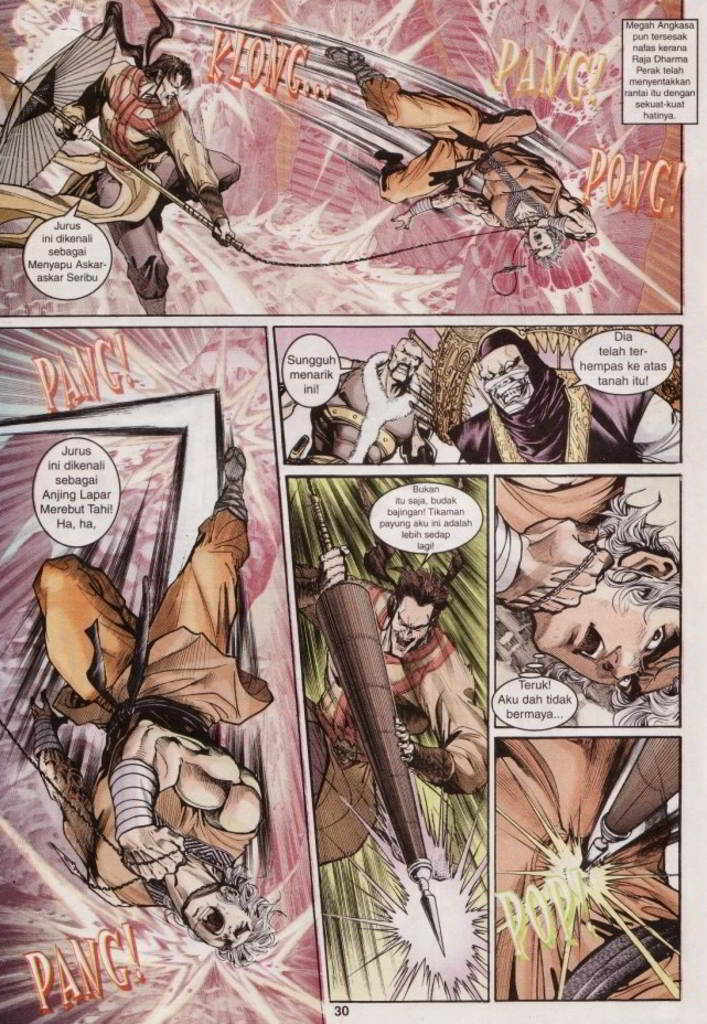 KLONG...
PANG!
PONG!
Megah Angkasa
pun tersesak
nafas kerana
Raja Dharma
Perak telah
menyentakkan
rantai itu dengan
sekuat-kuat
hatinya.
Jurus
ini dikenali
sebagai
Menyapu Askar-
askar Seribu
PANG!
Jurus
ini dikenali
sebagai
Anjing Lapar
Merebut Tahi!
Ha, ha,
PANG!
Sungguh
menarik
ini!
Dia
telah ter-
hempas ke atas
tanah itu!
Bukan
itu saja, budak
bajingan! Tikaman
payung aku ini adalah
lebih sedap
lagi!
Teruk!
Aku dah tidak
bermaya...
POP!
30